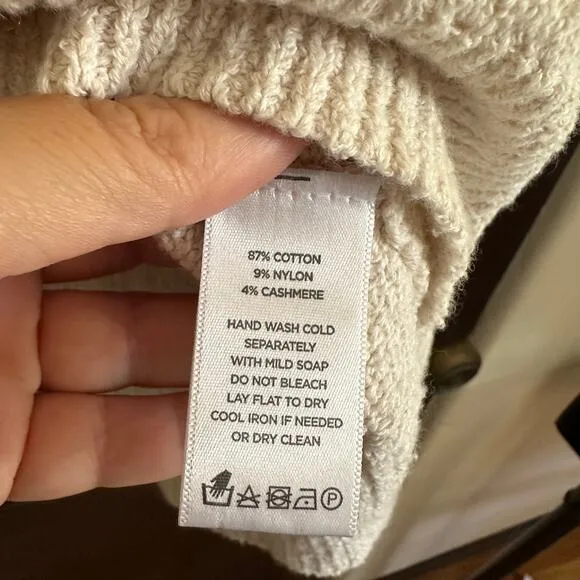 87% COTTON
9% NYLON
4% CASHMERE
HAND WASH COLD
SEPARATELY
WITH MILD SOAP
DO NOT BLEACH
LAY FLAT TO DRY
COOL IRON IF NEEDED
OR DRY CLEAN
P